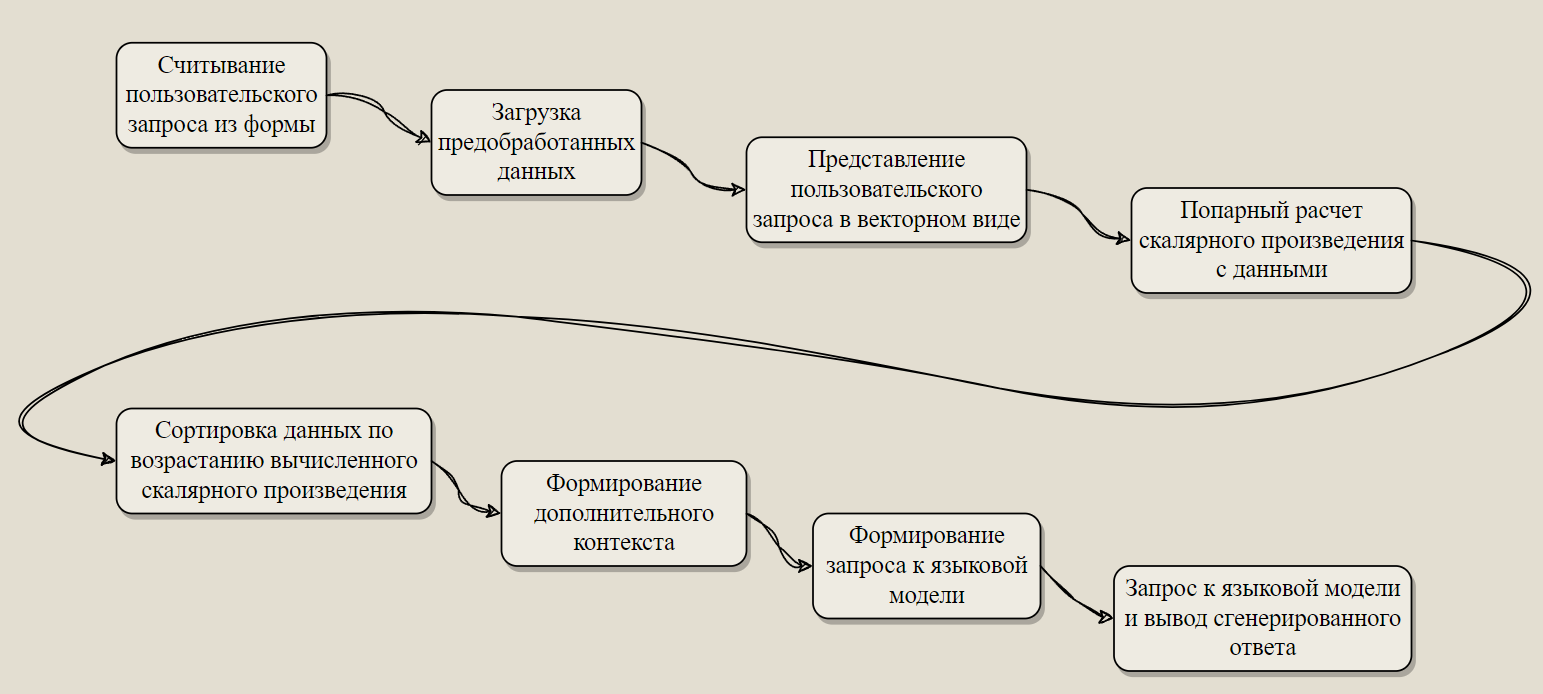 Считывание
пользовательского
запроса из формы
Загрузка
предобработанных
данных
Представление
пользовательского
запроса в векторном виде
Попарный расчет
скалярного произведения
с данными
Сортировка данных по
возрастанию вычисленного
скалярного произведения
Формирование
дополнительного
контекста
Формирование
запроса к языковой
модели
Запрос к языковой модели
и вывод сгенерированного
ответа